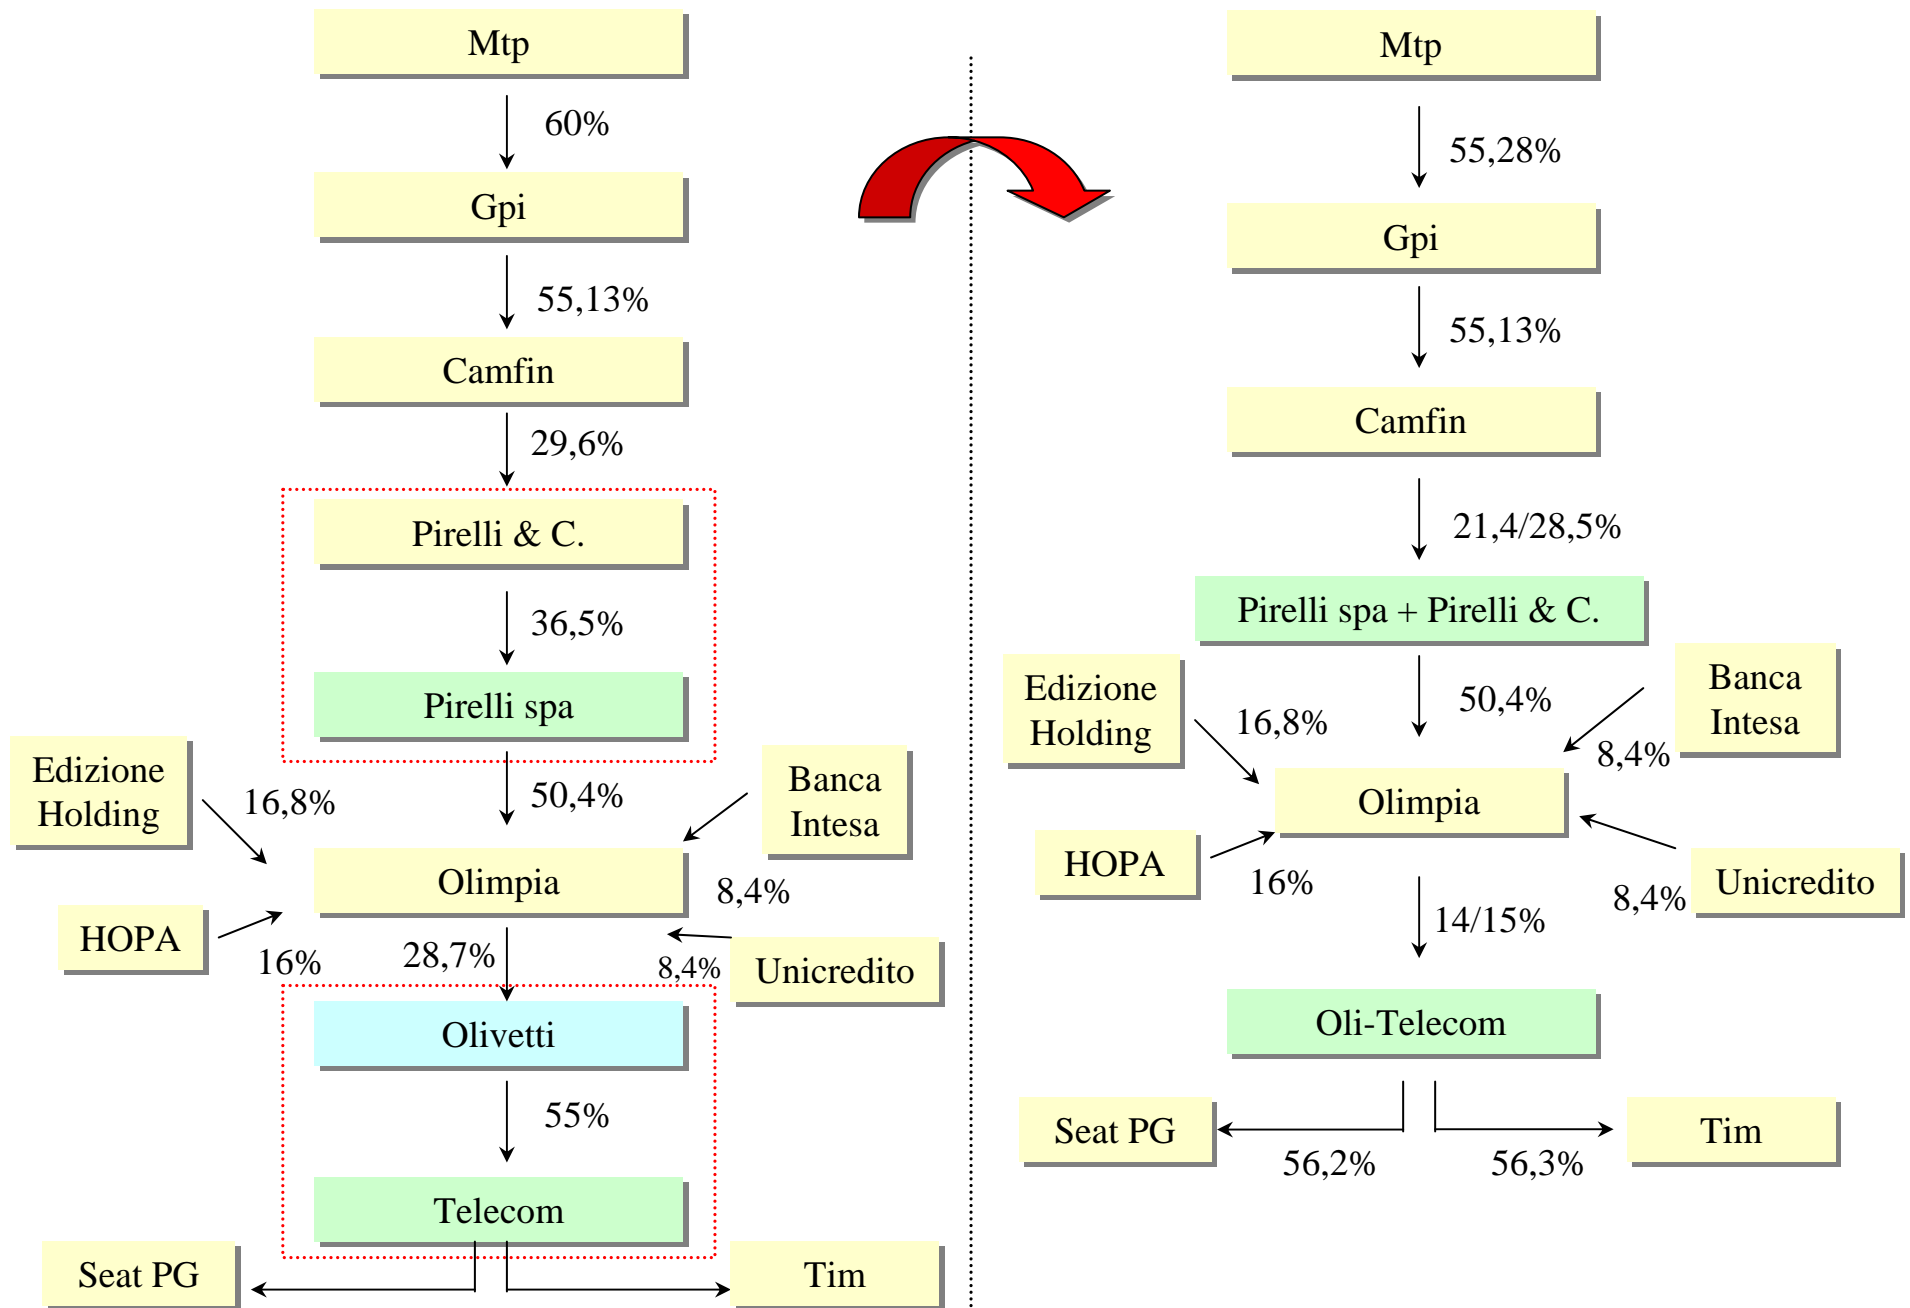 Mtp
60%
Gpi
55,13%
Camfin
29,6%
Pirelli & C.
36,5%
Pirelli spa
Edizione
Holding
16,8%
50,4%
Banca
Intesa
Olimpia
8,4%
HOPA
16%
28,7%
8,4%
Unicredito
Olivetti
55%
Telecom
Seat PG
Tim
Mtp
55,28%
Gpi
55,13%
Camfin
21,4/28,5%
Pirelli spa + Pirelli & C.
Edizione
Holding
16,8%
50,4%
Banca
Intesa
8,4%
Olimpia
HOPA
16%
14/15%
8,4%
Unicredito
Oli-Telecom
Seat PG
56,2%
56,3%
Tim